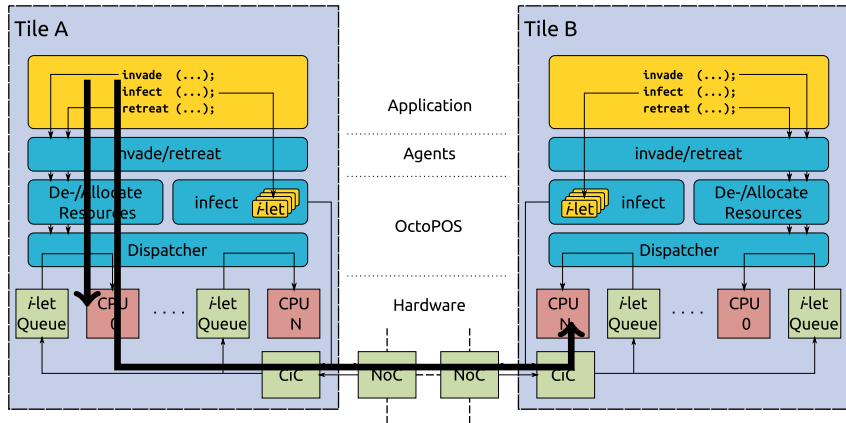 Tile A
invade (...);
infect (...);
retreat (...);
invade/retreat
De-/Allocate
Resources
infect
i-let
Dispatcher
i-let
Queue
CPU
0
....
i-let
Queue
CPU
N
CiC
Application
Agents
OctoPOS
Hardware
NoC
NoC
Tile B
invade (...);
infect (...);
retreat (...);
invade/retreat
i-let
infect
De-/Allocate
Resources
Dispatcher
CPU
N
i-let
Queue
....
CPU
0
i-let
Queue
CiC